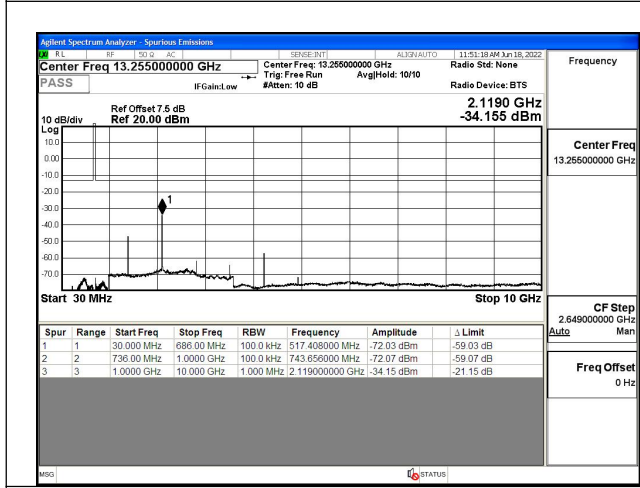 Agilent Spectrum Analyzer - Spurious Emissions
LXI RL RF 50 Ω AC SENSE:INT ALIGN AUTO 11:51:18 AM Jun 18, 2022
Center Freq 13.255000000 GHz Center Freq: 13.255000000 GHz Radio Std: None Frequency
Trig: Free Run Avg|Hold: 10/10
PASS IFGain:Low #Atten: 10 dB Radio Device: BTS
Ref Offset 7.5 dB 2.1190 GHz
10 dB/div Ref 20.00 dBm -34.155 dBm
Log
10.0
0.00
-10.0
-20.0
-30.0
-40.0
-50.0
-60.0
-70.0
1
Center Freq
13.255000000 GHz
Start 30 MHz Stop 10 GHz
CF Step
2.649000000 GHz
Auto Man
Spur Range Start Freq Stop Freq RBW Frequency Amplitude Δ Limit
1 1 30.000 MHz 686.00 MHz 100.0 kHz 517.408000 MHz -72.03 dBm -59.03 dB
2 2 736.00 MHz 1.0000 GHz 100.0 kHz 743.656000 MHz -72.07 dBm -59.07 dB
3 3 1.0000 GHz 10.000 GHz 1.000 MHz 2.119000000 GHz -34.15 dBm -21.15 dB
Freq Offset
0 Hz
MSG STATUS